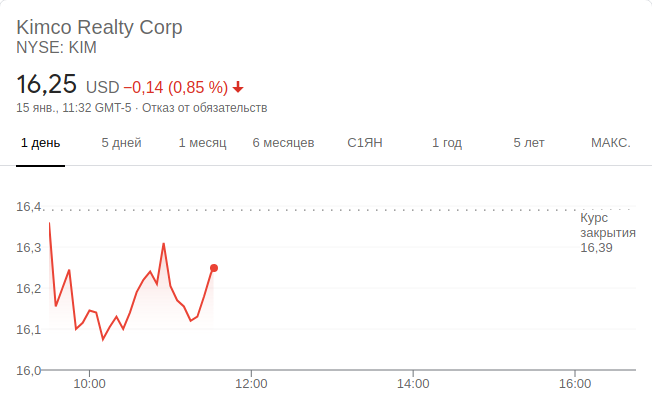 Kimco Realty Corp
NYSE: KIM
16,25 USD −0,14 (0,85 %)
15 янв., 11:32 GMT-5 · Отказ от обязательств
1 день 5 дней 1 месяц 6 месяцев С1ЯН 1 год 5 лет МАКС.
16,4
Курс
закрытия
16,39
16,3
16,2
16,1
16,0
10:00 12:00 14:00 16:00